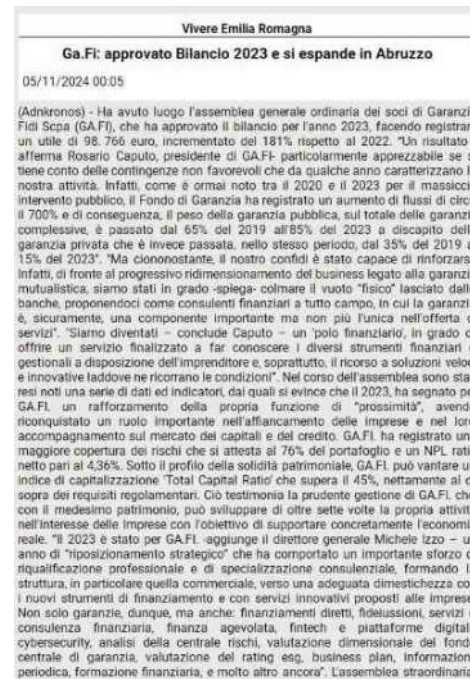 Vivere Emilia Romagna
Ga.Fi: approvato Bilancio 2023 e si espande in Abruzzo
05/11/2024 00:05
(Adnkronos) - Ha avuto luogo l'assemblea generale ordinaria dei soci di Garanzi
Fidi Scpa (GA.FI), che ha approvato il bilancio per l'anno 2023, facendo registrar
un utile di 98. 766 euro, incrementato del 181% rispetto al 2022. "Un risultato
afferma Rosario Caputo, presidente di GA.FI- particolarmente apprezzabile se s
tiene conto delle contingenze non favorevoli che da qualche anno caratterizzano l
nostra attività. Infatti, come è ormai noto tra il 2020 e il 2023 per il massicci
intervento pubblico, il Fondo di Garanzia ha registrato un aumento di flussi di circ
il 700% e di conseguenza, il peso della garanzia pubblica, sul totale delle garanzi
complessive, è passato dal 65% del 2019 all'85% del 2023 a discapito dell
garanzia privata che è invece passata, nello stesso periodo, dal 35% del 2019 a
15% del 2023". "Ma ciononostante, il nostro confidi è stato capace di rinforzars
Infatti, di fronte al progressivo ridimensionamento del business legato alla garanzi
mutualistica, siamo stati in grado -spiega- colmare il vuoto "fisico" lasciato dall
banche, proponendoci come consulenti finanziari a tutto campo, in cui la garanzi
è, sicuramente, una componente importante ma non più l'unica nell'offerta d
servizi". "Siamo diventati – conclude Caputo – un 'polo finanziario', in grado d
offrire un servizio finalizzato a far conoscere i diversi strumenti finanziari
gestionali a disposizione dell'imprenditore e, soprattutto, il ricorso a soluzioni veloc
e innovative laddove ne ricorrano le condizioni". Nel corso dell'assemblea sono stat
resi noti una serie di dati ed indicatori, dai quali si evince che il 2023, ha segnato pe
GA.FI. un rafforzamento della propria funzione di "prossimità", avend
riconquistato un ruolo importante nell'affiancamento delle imprese e nel lor
accompagnamento sul mercato dei capitali e del credito. GA.FI. ha registrato un
maggiore copertura dei rischi che si attesta al 76% del portafoglio e un NPL rati
netto pari al 4,36%. Sotto il profilo della solidità patrimoniale, GA.FI. può vantare u
indice di capitalizzazione 'Total Capital Ratio' che supera il 45%, nettamente al d
sopra dei requisiti regolamentari. Ciò testimonia la prudente gestione di GA.FI. ch
con il medesimo patrimonio, può sviluppare di oltre sette volte la propria attivit
nell'interesse delle imprese con l'obiettivo di supportare concretamente l'economi
reale. "Il 2023 è stato per GA.FI. -aggiunge il direttore generale Michele Izzo – u
anno di "riposizionamento strategico" che ha comportato un importante sforzo d
riqualificazione professionale e di specializzazione consulenziale, formando l
struttura, in particolare quella commerciale, verso una adeguata dimestichezza co
i nuovi strumenti di finanziamento e con servizi innovativi proposti alle imprese
Non solo garanzie, dunque, ma anche: finanziamenti diretti, fideiussioni, servizi
consulenza finanziaria, finanza agevolata, fintech e piattaforme digital
cybersecurity, analisi della centrale rischi, valutazione dimensionale del fond
centrale di garanzia, valutazione del rating esg, business plan, informazion
periodica, formazione finanziaria, e molto altro ancora". L'assemblea straordinari